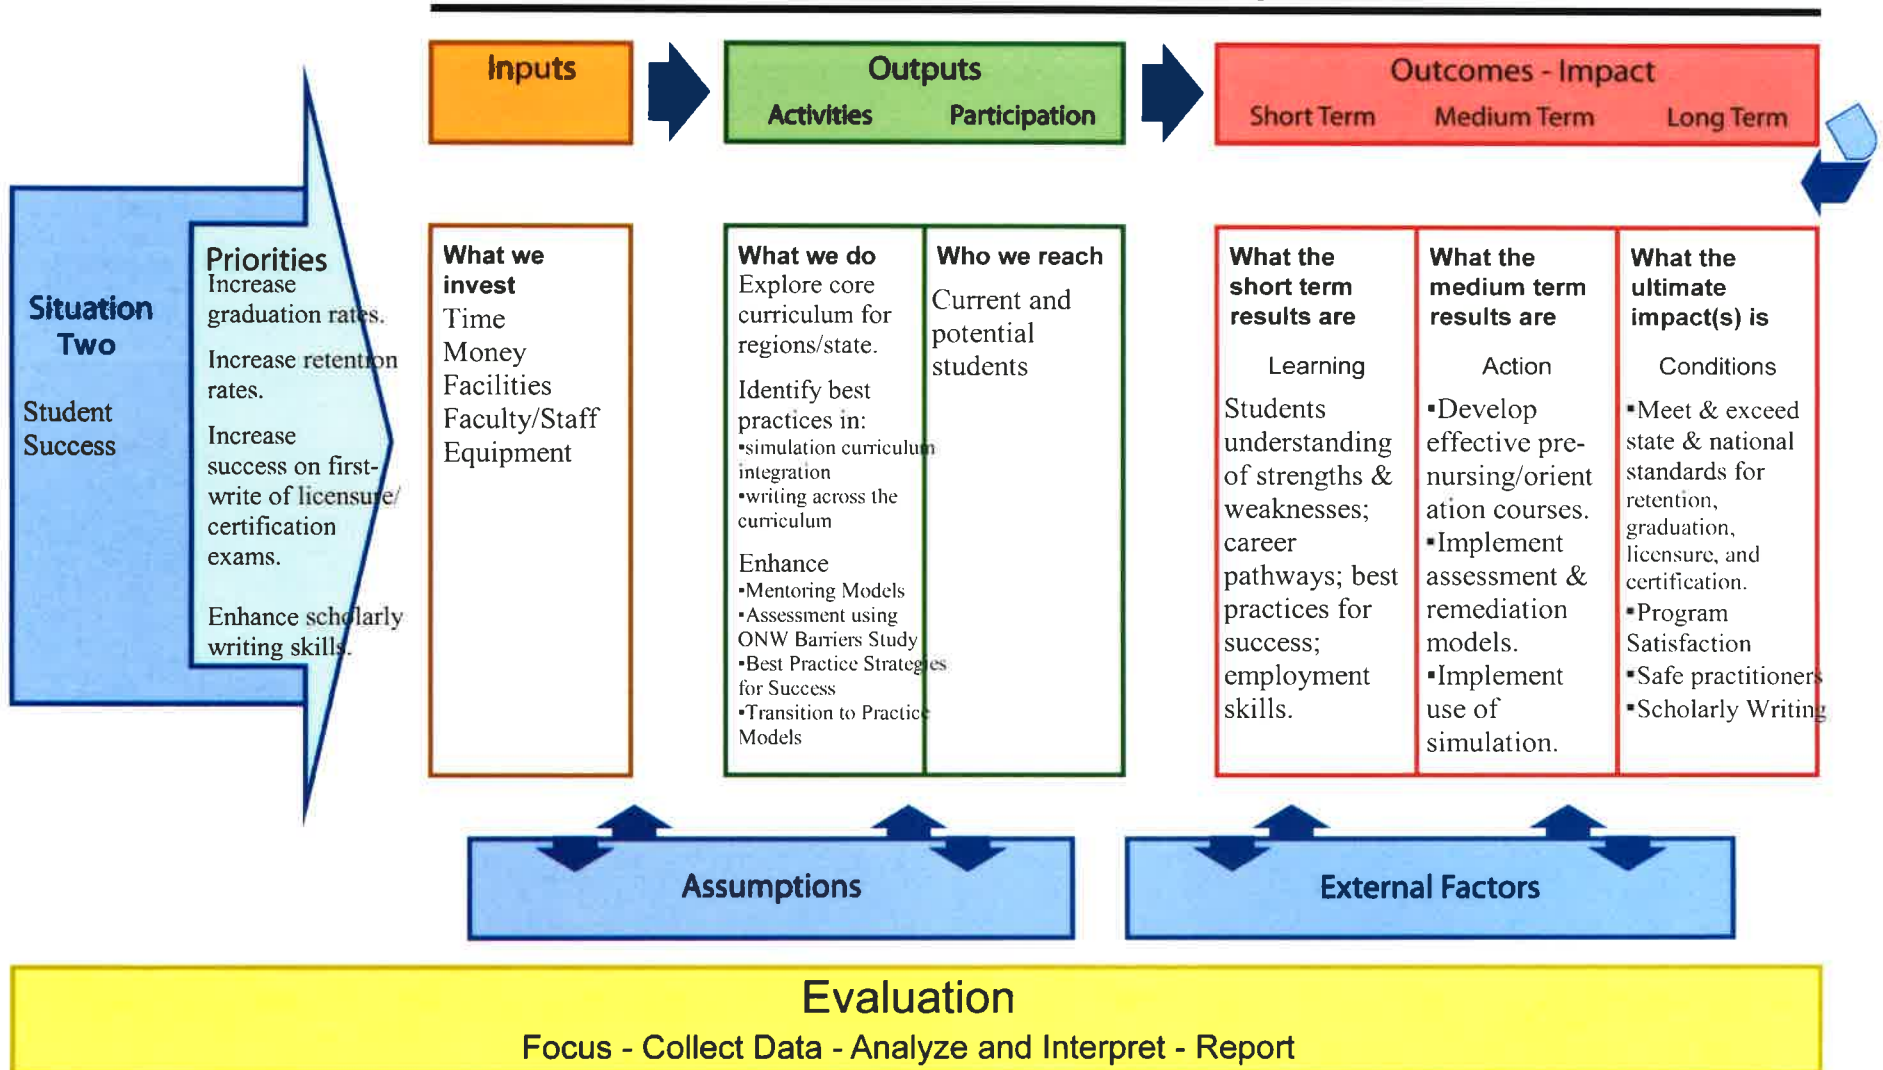 Inputs
Outputs
Activities
Participation
Outcomes - Impact
Short Term
Medium Term
Long Term
Situation
Two
Student
Success
Priorities
Increase
graduation rates.
Increase retention
rates.
Increase
success on first-
write of licensure/
certification
exams.
Enhance scholarly
writing skills.
What we
invest
Time
Money
Facilities
Faculty/Staff
Equipment
What we do
Explore core
curriculum for
regions/state.
Identify best
practices in:
▪simulation curriculum
integration
▪writing across the
curriculum
Enhance
▪Mentoring Models
▪Assessment using
ONW Barriers Study
▪Best Practice Strategies
for Success
▪Transition to Practice
Models
Who we reach
Current and
potential
students
What the
short term
results are
Learning
Students
understanding
of strengths &
weaknesses;
career
pathways; best
practices for
success;
employment
skills.
What the
medium term
results are
Action
▪Develop
effective pre-
nursing/orient
ation courses.
▪Implement
assessment &
remediation
models.
▪Implement
use of
simulation.
What the
ultimate
impact(s) is
Conditions
▪Meet & exceed
state & national
standards for
retention,
graduation,
licensure, and
certification.
▪Program
Satisfaction
▪Safe practitioners
▪Scholarly Writing
Assumptions
External Factors
Evaluation
Focus - Collect Data - Analyze and Interpret - Report